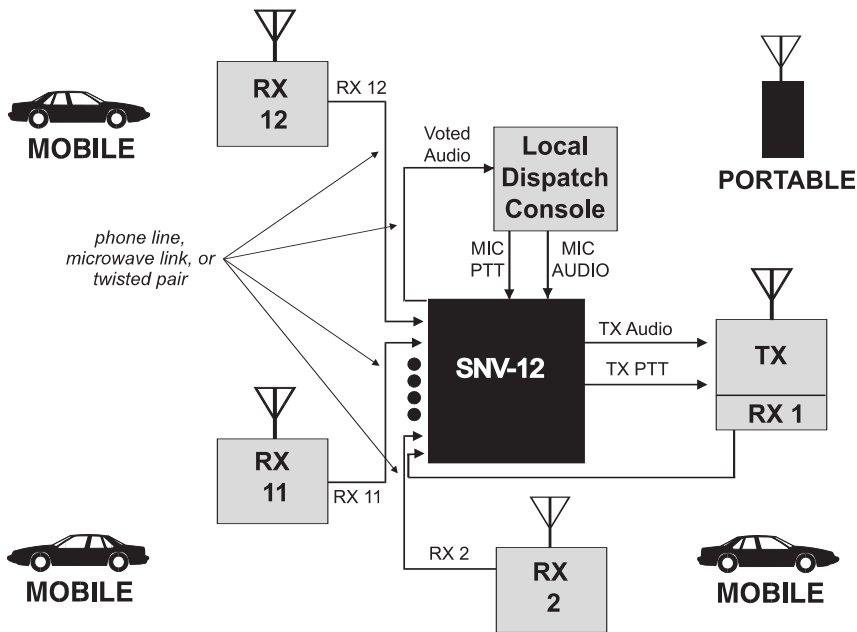 RX
12
RX 12
MOBILE
Voted
Audio
Local
Dispatch
Console
PORTABLE
phone line,
microwave link, or
twisted pair
MIC
PTT
MIC
AUDIO
SNV-12
TX Audio
TX PTT
TX
RX 1
RX
11
RX 11
RX 2
RX
2
MOBILE
MOBILE